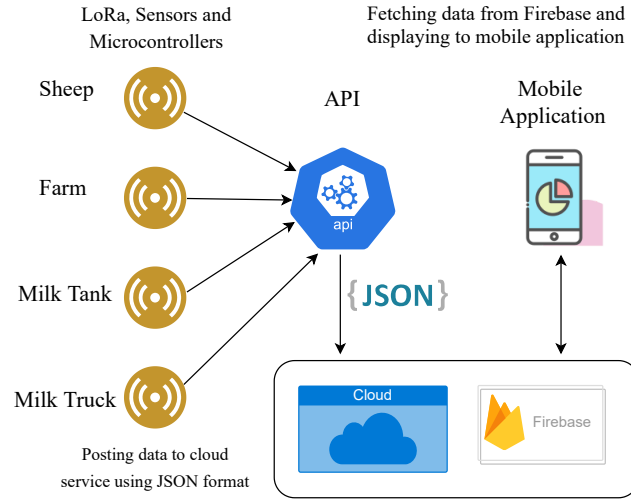 LoRa, Sensors and
Microcontrollers
Fetching data from Firebase and
displaying to mobile application
Sheep
API
Mobile
Application
Farm
api
Milk Tank
{JSON}
Milk Truck
Cloud
Firebase
Posting data to cloud
service using JSON format